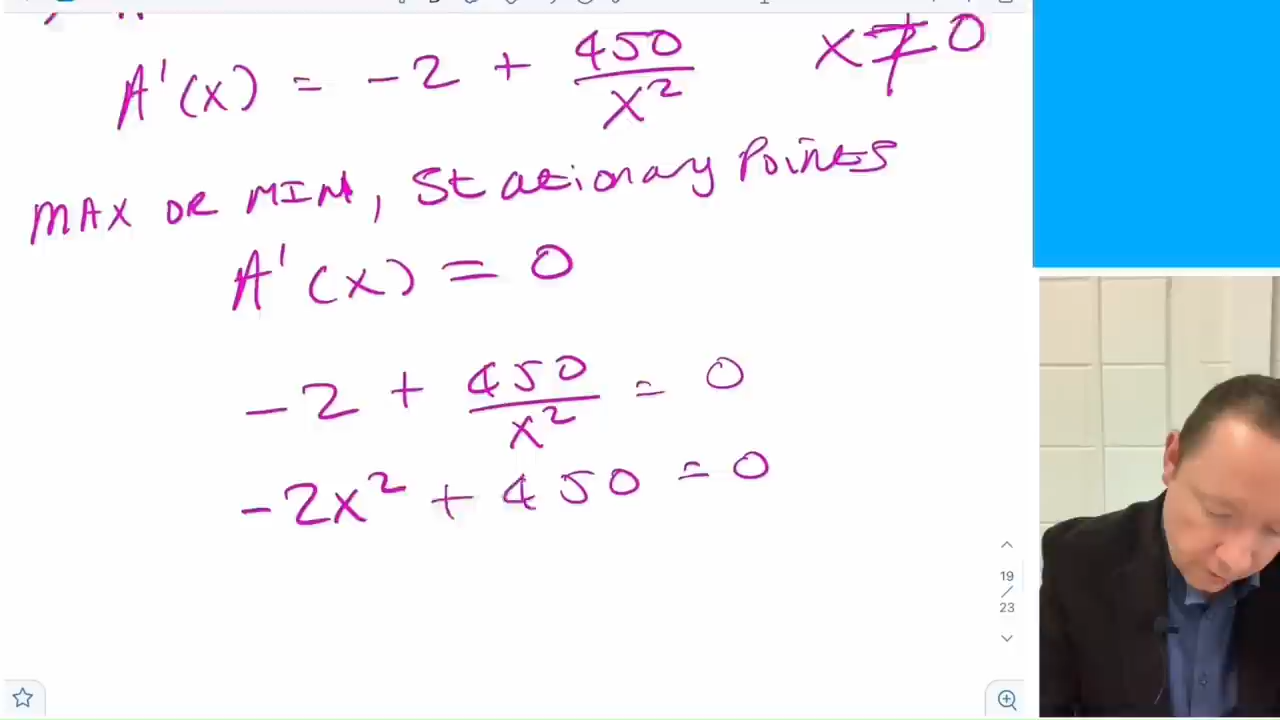 A'(x) = -2 + 450/x² x≠0
MAX OR MIN, Stationary Points
A'(x) = 0
-2 + 450/x² = 0
-2x² + 450 = 0
19
/
23